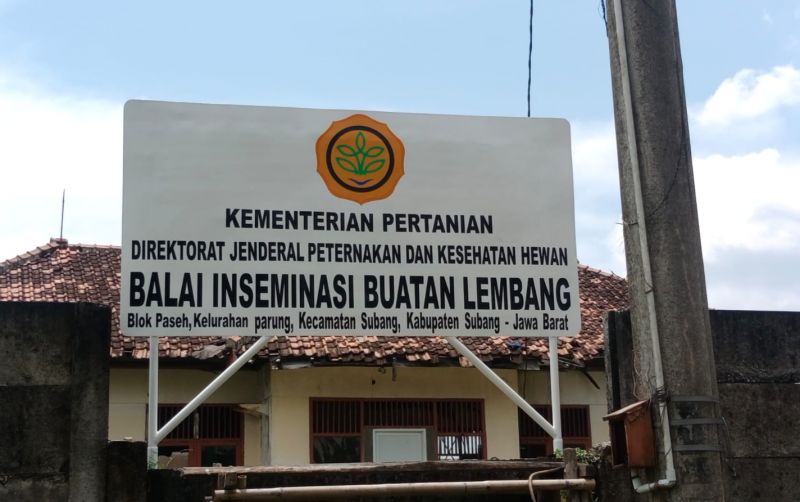 KEMENTERIAN PERTANIAN
DIREKTORAT JENDERAL PETERNAKAN DAN KESEHATAN HEWAN
BALAI INSEMINASI BUATAN LEMBANG
Blok Paseh, Kelurahan parung, Kecamatan Subang, Kabupaten Subang - Jawa Barat